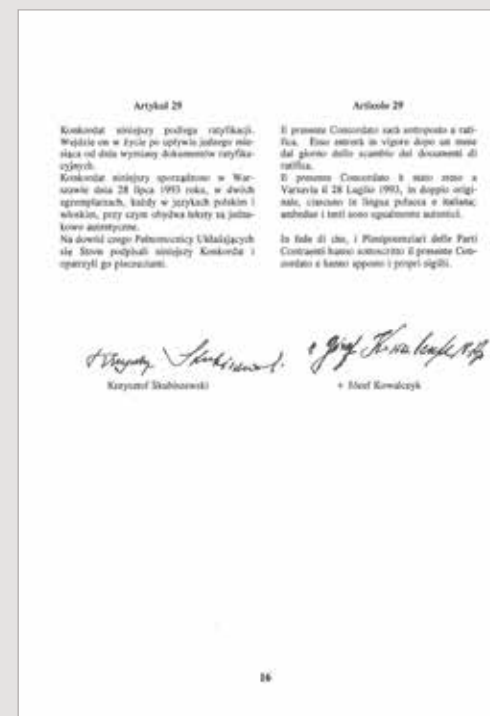 Artykuł 29
Konkordat niniejszy podlega ratyfikacji.
Wejdzie on w życie po upływie jednego mie-
siąca od dnia wymiany dokumentów ratyfika-
cyjnych.
Konkordat niniejszy sporządzono w War-
szawie dnia 28 lipca 1993 roku, w dwóch
egzemplarzach, każdy w językach polskim i
włoskim, przy czym obydwa teksty są jedna-
kowo autentyczne.
Na dowód czego Pełnomocnicy Układających
się Stron podpisali niniejszy Konkordat i
opatrzyli go pieczęciami.
Articolo 29
Il presente Concordato sarà sottoposto a rati-
fica. Esso entrerà in vigore dopo un mese
dal giorno dello scambio dei documenti di
ratifica.
Il presente Concordato è stato reso a
Varsavia il 28 Luglio 1993, in doppio origi-
nale, ciascuno in lingua polacca e italiana;
ambedue i testi sono egualmente autentici.
In fede di che, i Plenipotenziari delle Parti
Contraenti hanno sottoscritto il presente Con-
cordato e hanno apposto i propri sigilli.
Krzysztof Skubiszewski
+ Józef Kowalczyk
16